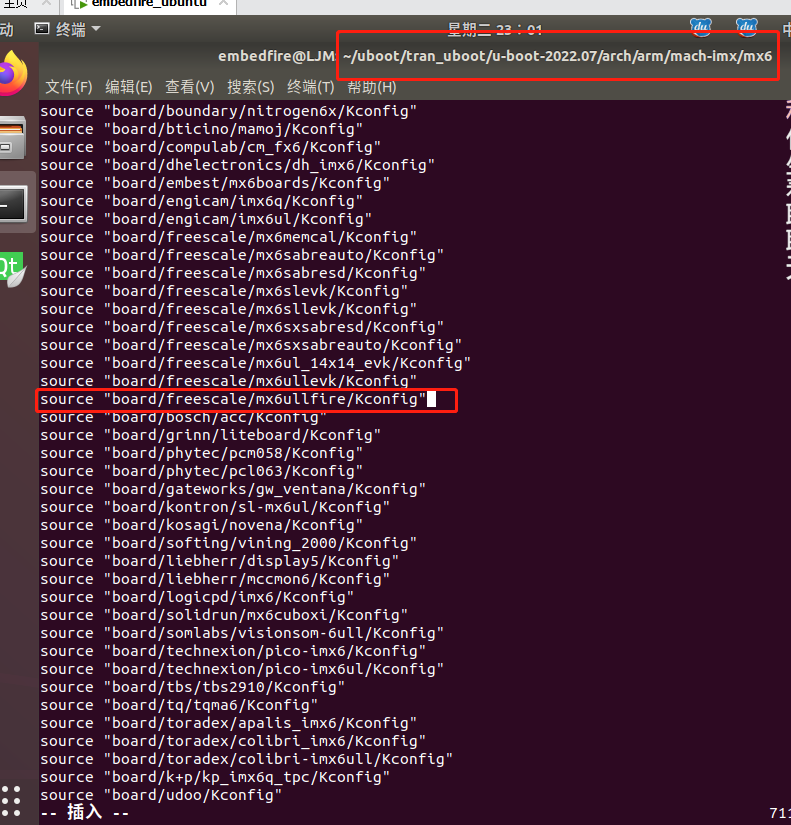 主页
embedfire_ubuntu
动
终端
星期二 23：01
du
du
中
embedfire@LJM: ~/uboot/tran_uboot/u-boot-2022.07/arch/arm/mach-imx/mx6
文件(F) 编辑(E) 查看(V) 搜索(S) 终端(T) 帮助(H)
source "board/boundary/nitrogen6x/Kconfig"
source "board/bticino/mamoj/Kconfig"
source "board/compulab/cm_fx6/Kconfig"
source "board/dhelectronics/dh_imx6/Kconfig"
source "board/embest/mx6boards/Kconfig"
source "board/engicam/imx6q/Kconfig"
source "board/engicam/imx6ul/Kconfig"
source "board/freescale/mx6memcal/Kconfig"
source "board/freescale/mx6sabreauto/Kconfig"
source "board/freescale/mx6sabresd/Kconfig"
source "board/freescale/mx6slevk/Kconfig"
source "board/freescale/mx6sllevk/Kconfig"
source "board/freescale/mx6sxsabresd/Kconfig"
source "board/freescale/mx6sxsabreauto/Kconfig"
source "board/freescale/mx6ul_14x14_evk/Kconfig"
source "board/freescale/mx6ullevk/Kconfig"
source "board/freescale/mx6ullfire/Kconfig"
source "board/bosch/acc/Kconfig"
source "board/grinn/liteboard/Kconfig"
source "board/phytec/pcm058/Kconfig"
source "board/phytec/pcl063/Kconfig"
source "board/gateworks/gw_ventana/Kconfig"
source "board/kontron/sl-mx6ul/Kconfig"
source "board/kosagi/novena/Kconfig"
source "board/softing/vining_2000/Kconfig"
source "board/liebherr/display5/Kconfig"
source "board/liebherr/mccmon6/Kconfig"
source "board/logicpd/imx6/Kconfig"
source "board/solidrun/mx6cuboxi/Kconfig"
source "board/somlabs/visionsom-6ull/Kconfig"
source "board/technexion/pico-imx6/Kconfig"
source "board/technexion/pico-imx6ul/Kconfig"
source "board/tbs/tbs2910/Kconfig"
source "board/tq/tqma6/Kconfig"
source "board/toradex/apalis_imx6/Kconfig"
source "board/toradex/colibri_imx6/Kconfig"
source "board/toradex/colibri-imx6ull/Kconfig"
source "board/k+p/kp_imx6q_tpc/Kconfig"
source "board/udoo/Kconfig"
-- 插入 --
711
Qt